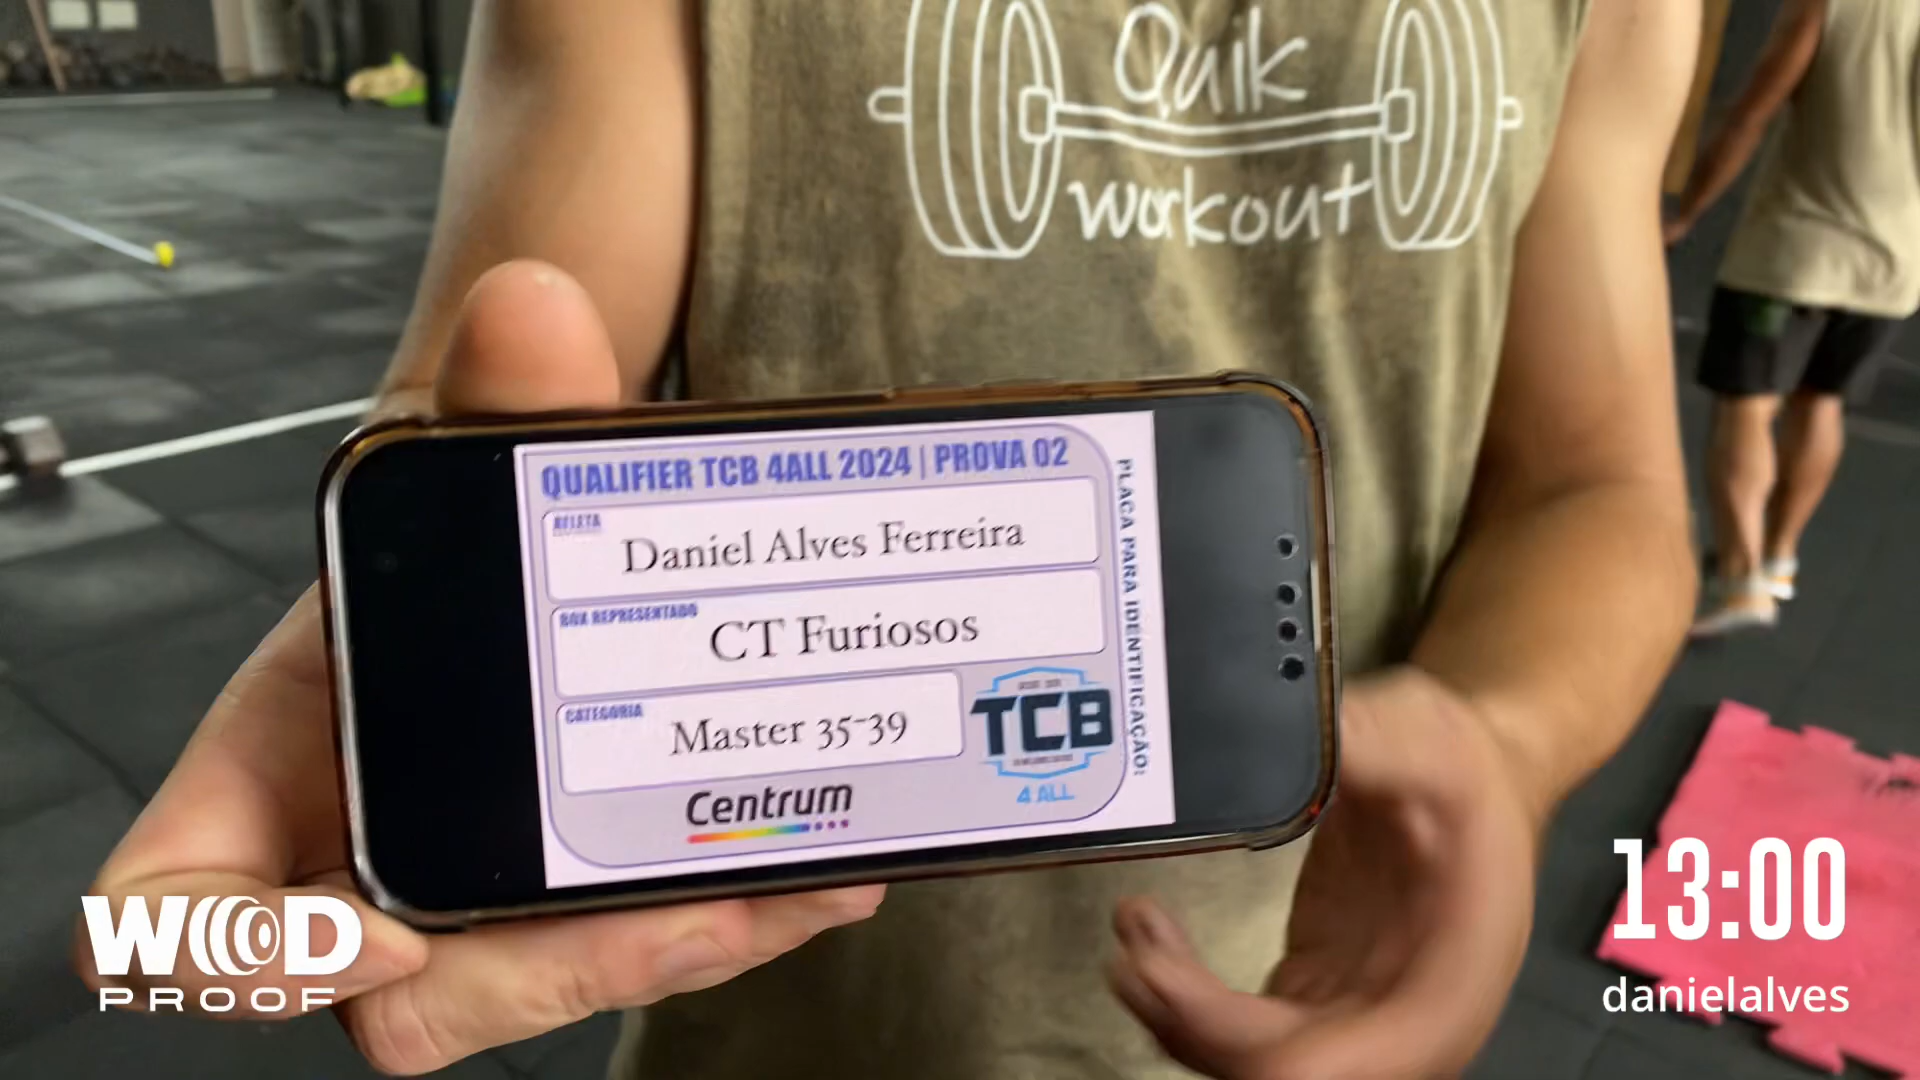 Quik
workout
QUALIFIER TCB 4ALL 2024 | PROVA 02
Daniel Alves Ferreira
BOX REPRESENTADO
CT Furiosos
CATEGORIA
Master 35-39
TCB
4 ALL
Centrum
PLACA PARA IDENTIFICAÇÃO:
WOD
PROOF
13:00
danielalves